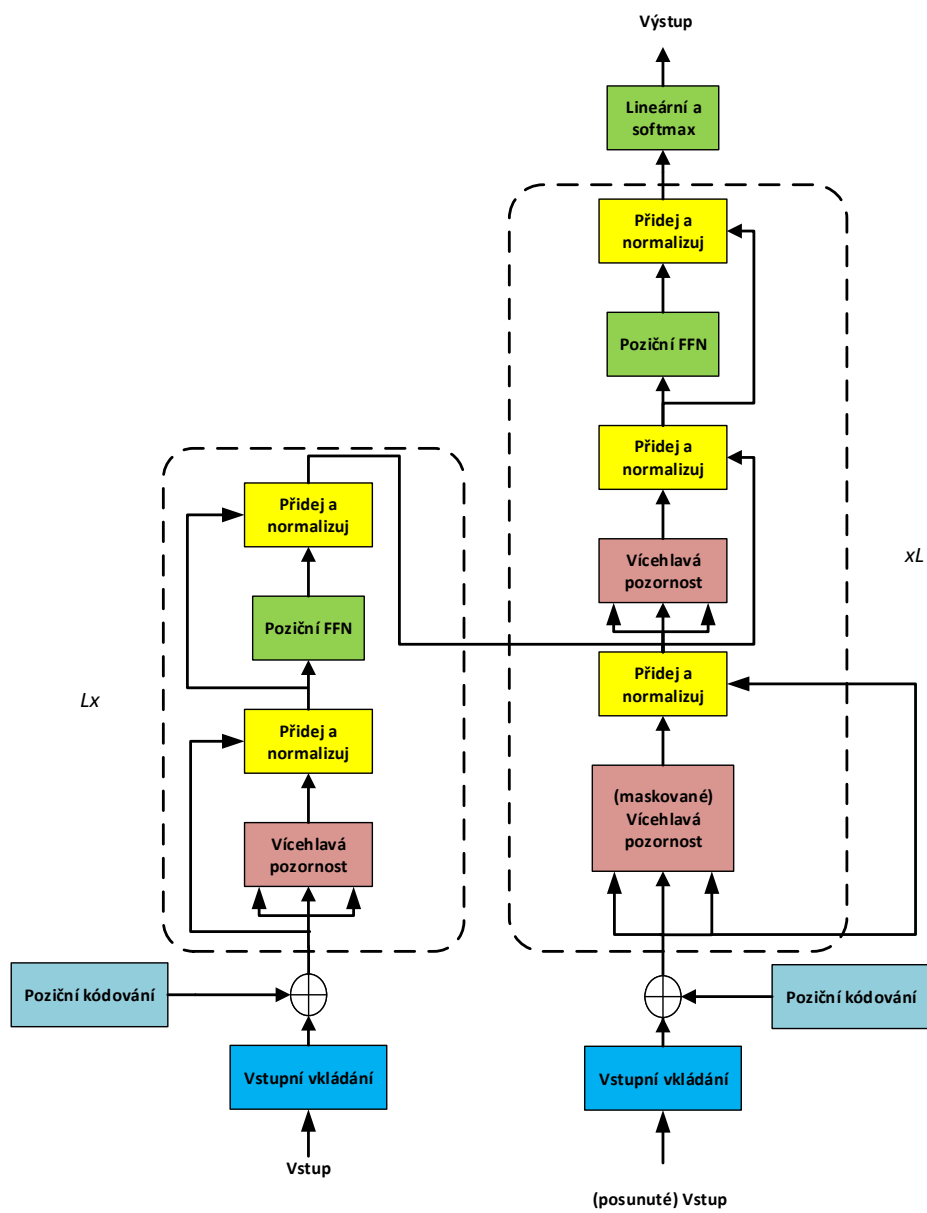 Výstup
Lineární a
softmax
Přidej a
normalizuj
Poziční FFN
Přidej a
normalizuj
Vícehlavá
pozornost
Přidej a
normalizuj
(maskované)
Vícehlavá
pozornost
xL
Poziční kódování
Vstupní vkládání
(posunuté) Vstup
Přidej a
normalizuj
Poziční FFN
Lx
Přidej a
normalizuj
Vícehlavá
pozornost
Poziční kódování
Vstupní vkládání
Vstup